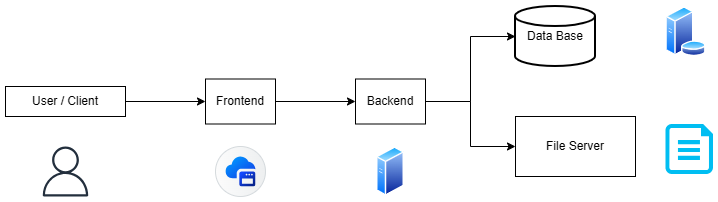 User / Client
Frontend
Backend
Data Base
File Server